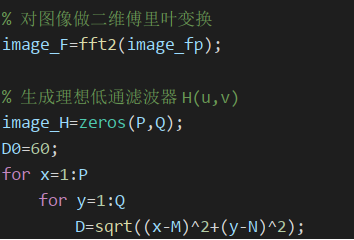 % 对图像做二维傅里叶变换
image_F=fft2(image_fp);
% 生成理想低通滤波器H(u,v)
image_H=zeros(P,Q);
D0=60;
for x=1:P
for y=1:Q
D=sqrt((x-M)^2+(y-N)^2);